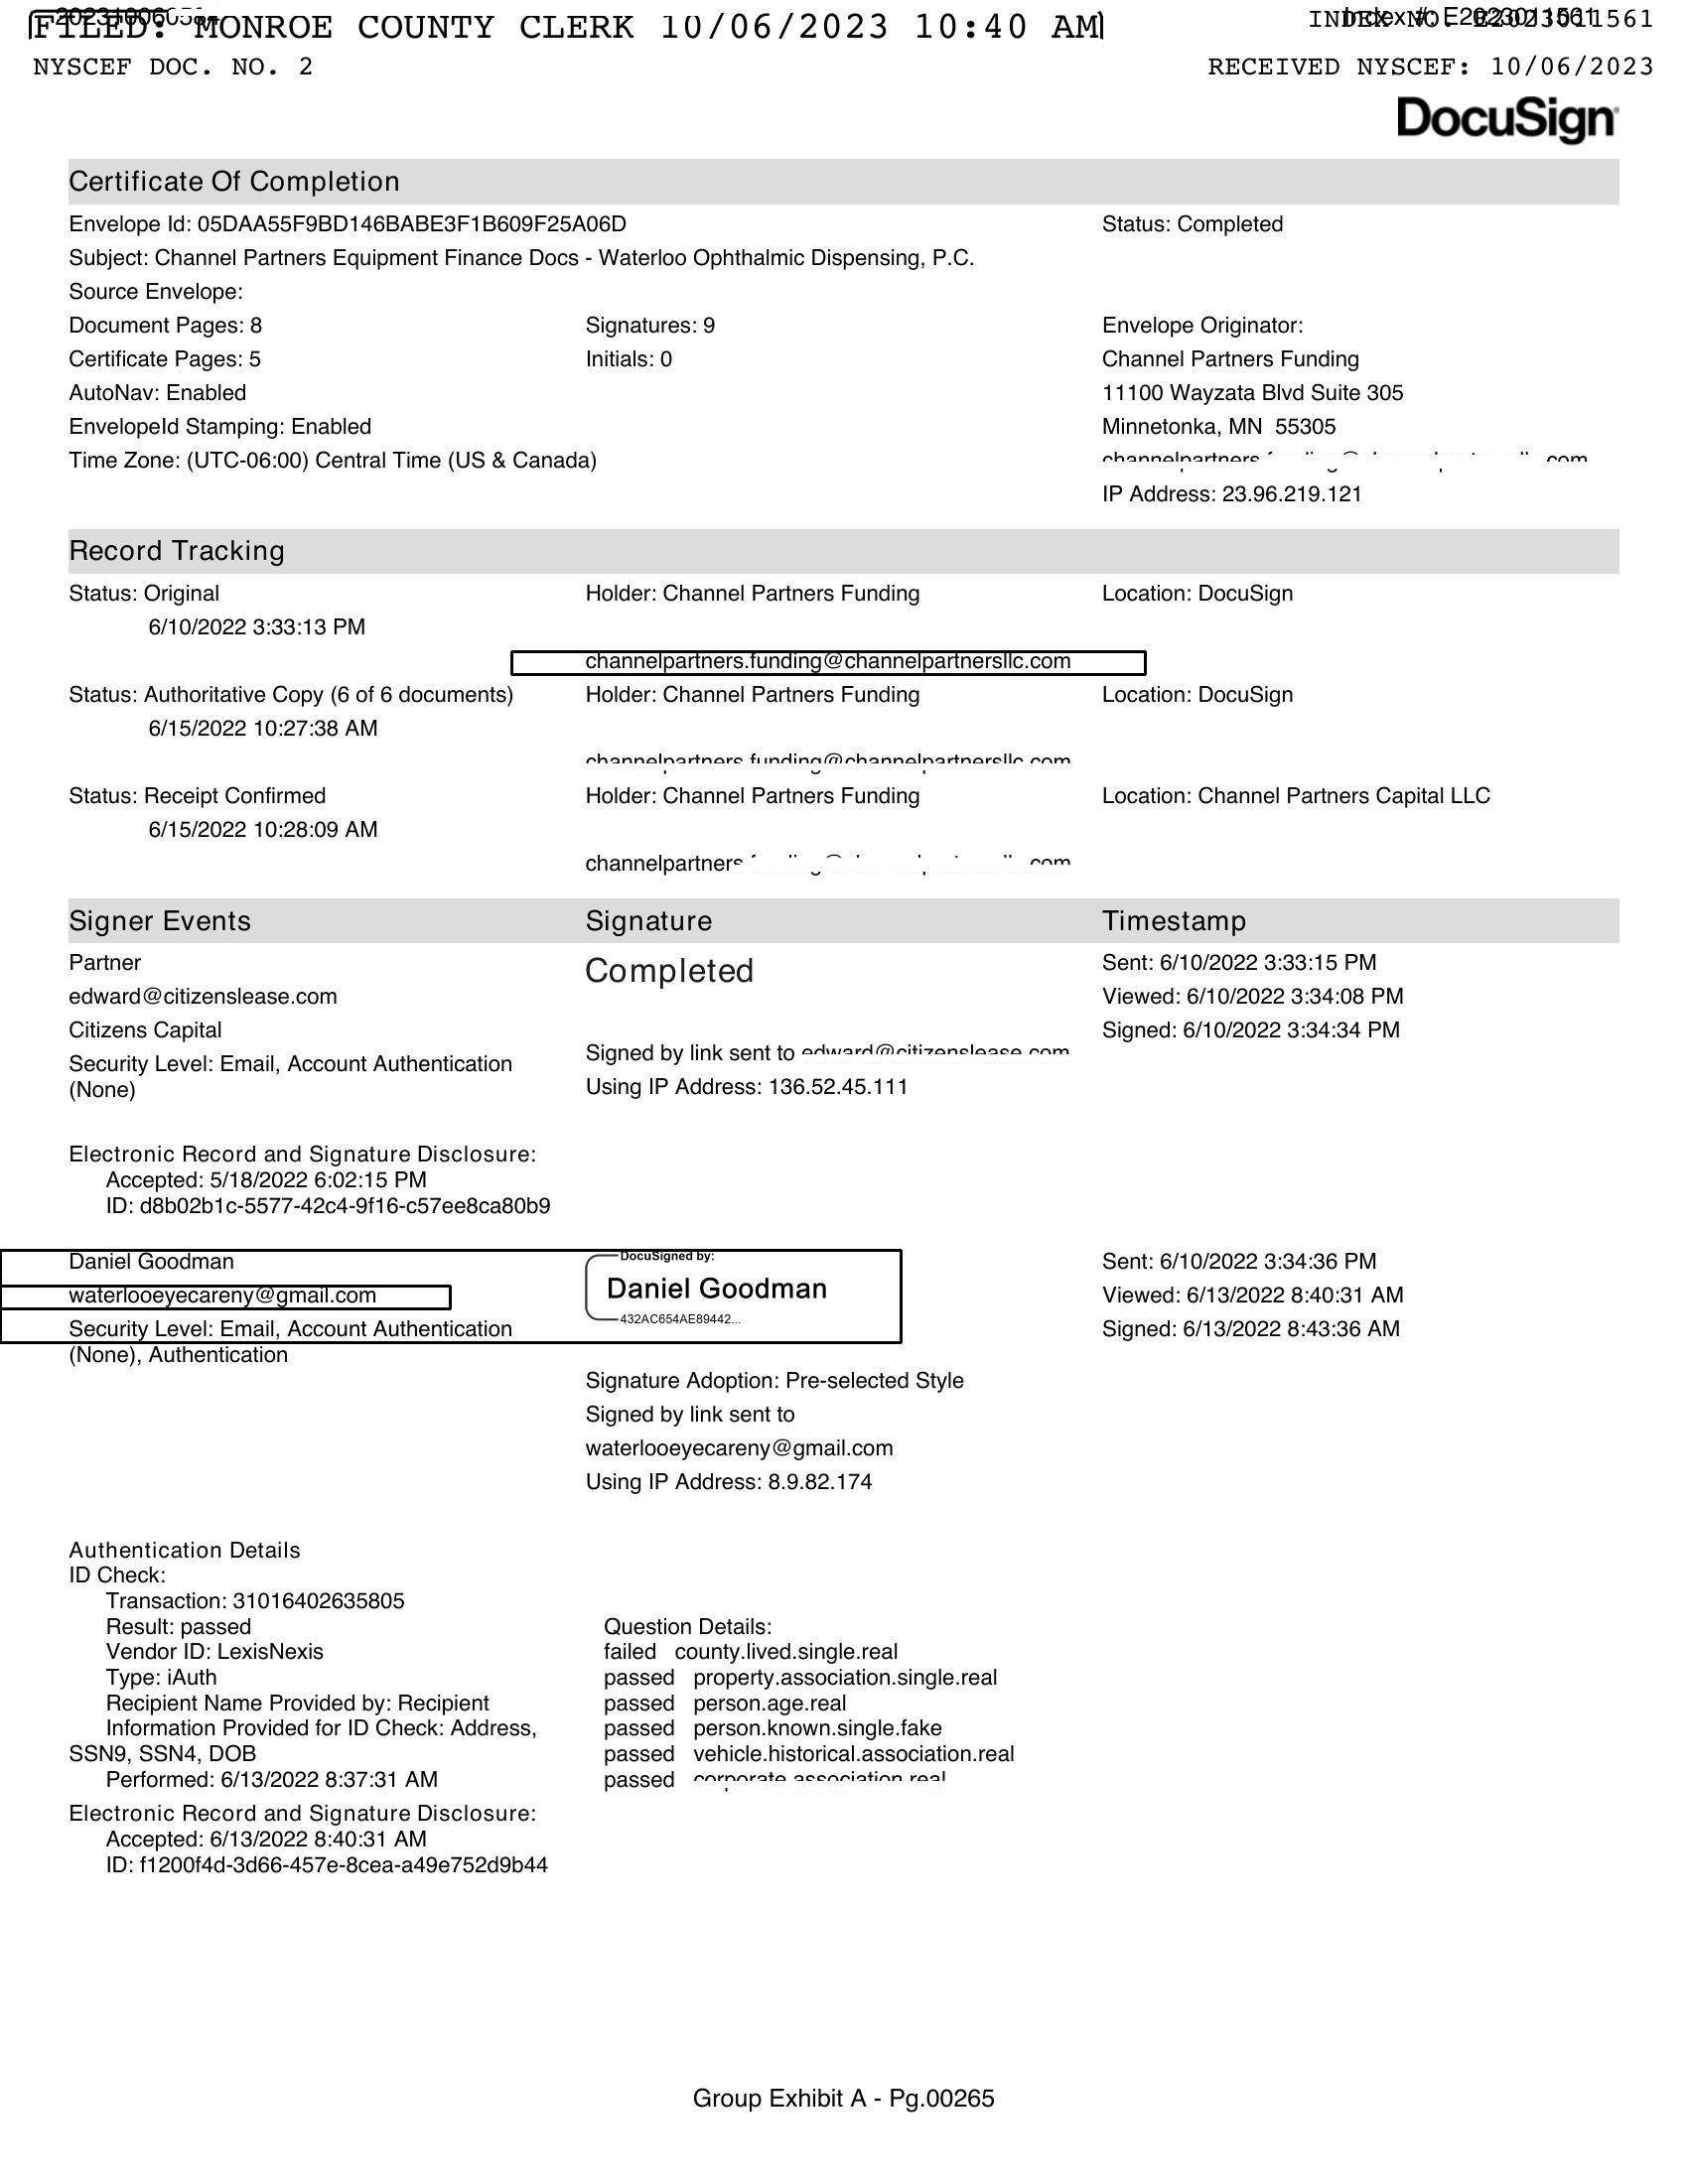 FILED: MONROE COUNTY CLERK 10/06/2023 10:40 AM
INDEX NO. E2023011561
NYSCEF DOC. NO. 2
RECEIVED NYSCEF: 10/06/2023
DocuSign
Certificate Of Completion
Envelope Id: 05DAA55F9BD146BABE3F1B609F25A06D
Status: Completed
Subject: Channel Partners Equipment Finance Docs - Waterloo Ophthalmic Dispensing, P.C.
Source Envelope:
Document Pages: 8
Signatures: 9
Envelope Originator:
Certificate Pages: 5
Initials: 0
Channel Partners Funding
AutoNav: Enabled
11100 Wayzata Blvd Suite 305
EnvelopeId Stamping: Enabled
Minnetonka, MN 55305
Time Zone: (UTC-06:00) Central Time (US & Canada)
IP Address: 23.96.219.121
Record Tracking
Status: Original
Holder: Channel Partners Funding
Location: DocuSign
6/10/2022 3:33:13 PM
channelpartners.funding@channelpartnersllc.com
Status: Authoritative Copy (6 of 6 documents)
Holder: Channel Partners Funding
Location: DocuSign
6/15/2022 10:27:38 AM
channelpartners.funding@channelpartnersllc.com
Status: Receipt Confirmed
Holder: Channel Partners Funding
Location: Channel Partners Capital LLC
6/15/2022 10:28:09 AM
Signer Events
Signature
Timestamp
Partner
Completed
Sent: 6/10/2022 3:33:15 PM
edward@citizenslease.com
Viewed: 6/10/2022 3:34:08 PM
Citizens Capital
Signed: 6/10/2022 3:34:34 PM
Signed by link sent to edward@citizenslease.com
Security Level: Email, Account Authentication
(None)
Using IP Address: 136.52.45.111
Electronic Record and Signature Disclosure:
Accepted: 5/18/2022 6:02:15 PM
ID: d8b02b1c-5577-42c4-9f16-c57ee8ca80b9
DocuSigned by:
Daniel Goodman
Sent: 6/10/2022 3:34:36 PM
Daniel Goodman
waterlooeyecareny@gmail.com
Viewed: 6/13/2022 8:40:31 AM
432AC654AE89442...
Security Level: Email, Account Authentication
Signed: 6/13/2022 8:43:36 AM
(None), Authentication
Signature Adoption: Pre-selected Style
Signed by link sent to
waterlooeyecareny@gmail.com
Using IP Address: 8.9.82.174
Authentication Details
ID Check:
Transaction: 31016402635805
Result: passed
Question Details:
Vendor ID: LexisNexis
failed county.lived.single.real
Type: iAuth
passed property.association.single.real
Recipient Name Provided by: Recipient
passed person.age.real
Information Provided for ID Check: Address,
passed person.known.single.fake
SSN9, SSN4, DOB
passed vehicle.historical.association.real
Performed: 6/13/2022 8:37:31 AM
passed corporate.association.real
Electronic Record and Signature Disclosure:
Accepted: 6/13/2022 8:40:31 AM
ID: f1200f4d-3d66-457e-8cea-a49e752d9b44
Group Exhibit A - Pg.00265